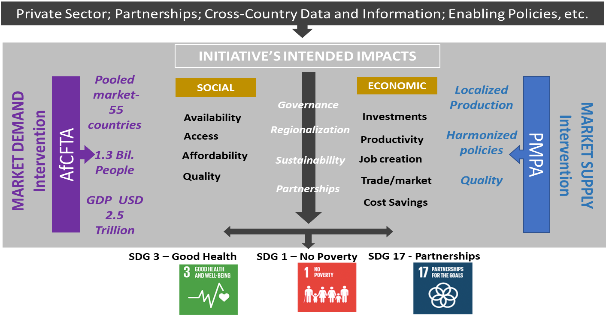 Private Sector; Partnerships; Cross-Country Data and Information; Enabling Policies, etc.
INITIATIVE'S INTENDED IMPACTS
MARKET DEMAND
Intervention
AfCFTA
Pooled
market-
55
countries
1.3 Bil.
People
GDP USD
2.5
Trillion
SOCIAL
Availability
Access
Affordability
Quality
Governance
Regionalization
Sustainability
Partnerships
ECONOMIC
Investments
Productivity
Job creation
Trade/market
Cost Savings
Localized
Production
Harmonized
policies
Quality
PMPA
MARKET SUPPLY
Intervention
SDG 3 – Good Health
SDG 1 – No Poverty
SDG 17 - Partnerships
3 GOOD HEALTH
AND WELL-BEING
1 NO
POVERTY
17 PARTNERSHIPS
FOR THE GOALS